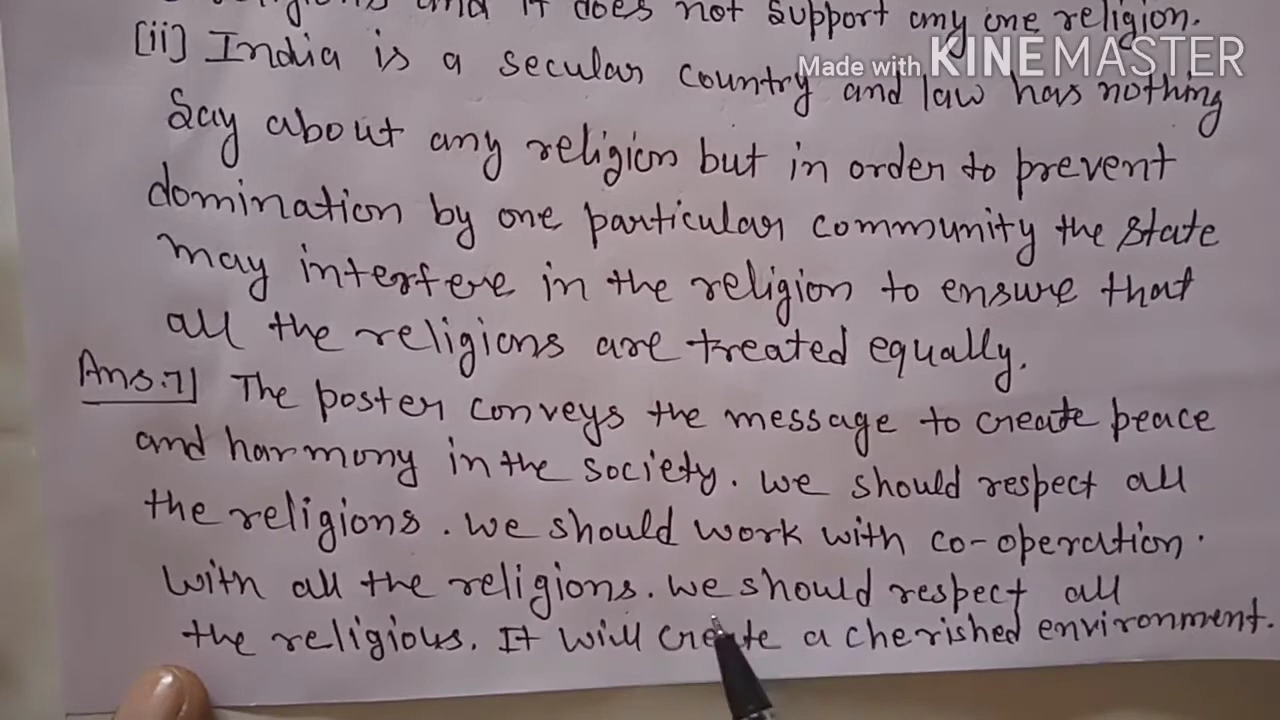 religions and it does not support any one religion.
[ii] India is a secular country and law has nothing
Made with KINEMASTER
Say about any religion but in order to prevent
domination by one particular community the state
may interfere in the religion to ensure that
all the religions are treated equally.
Ans.7] The poster conveys the message to create peace
and harmony in the society. we should respect all
the religions. we should work with co-operation.
with all the religions. we should respect all
the religious. It will create a cherished environment.